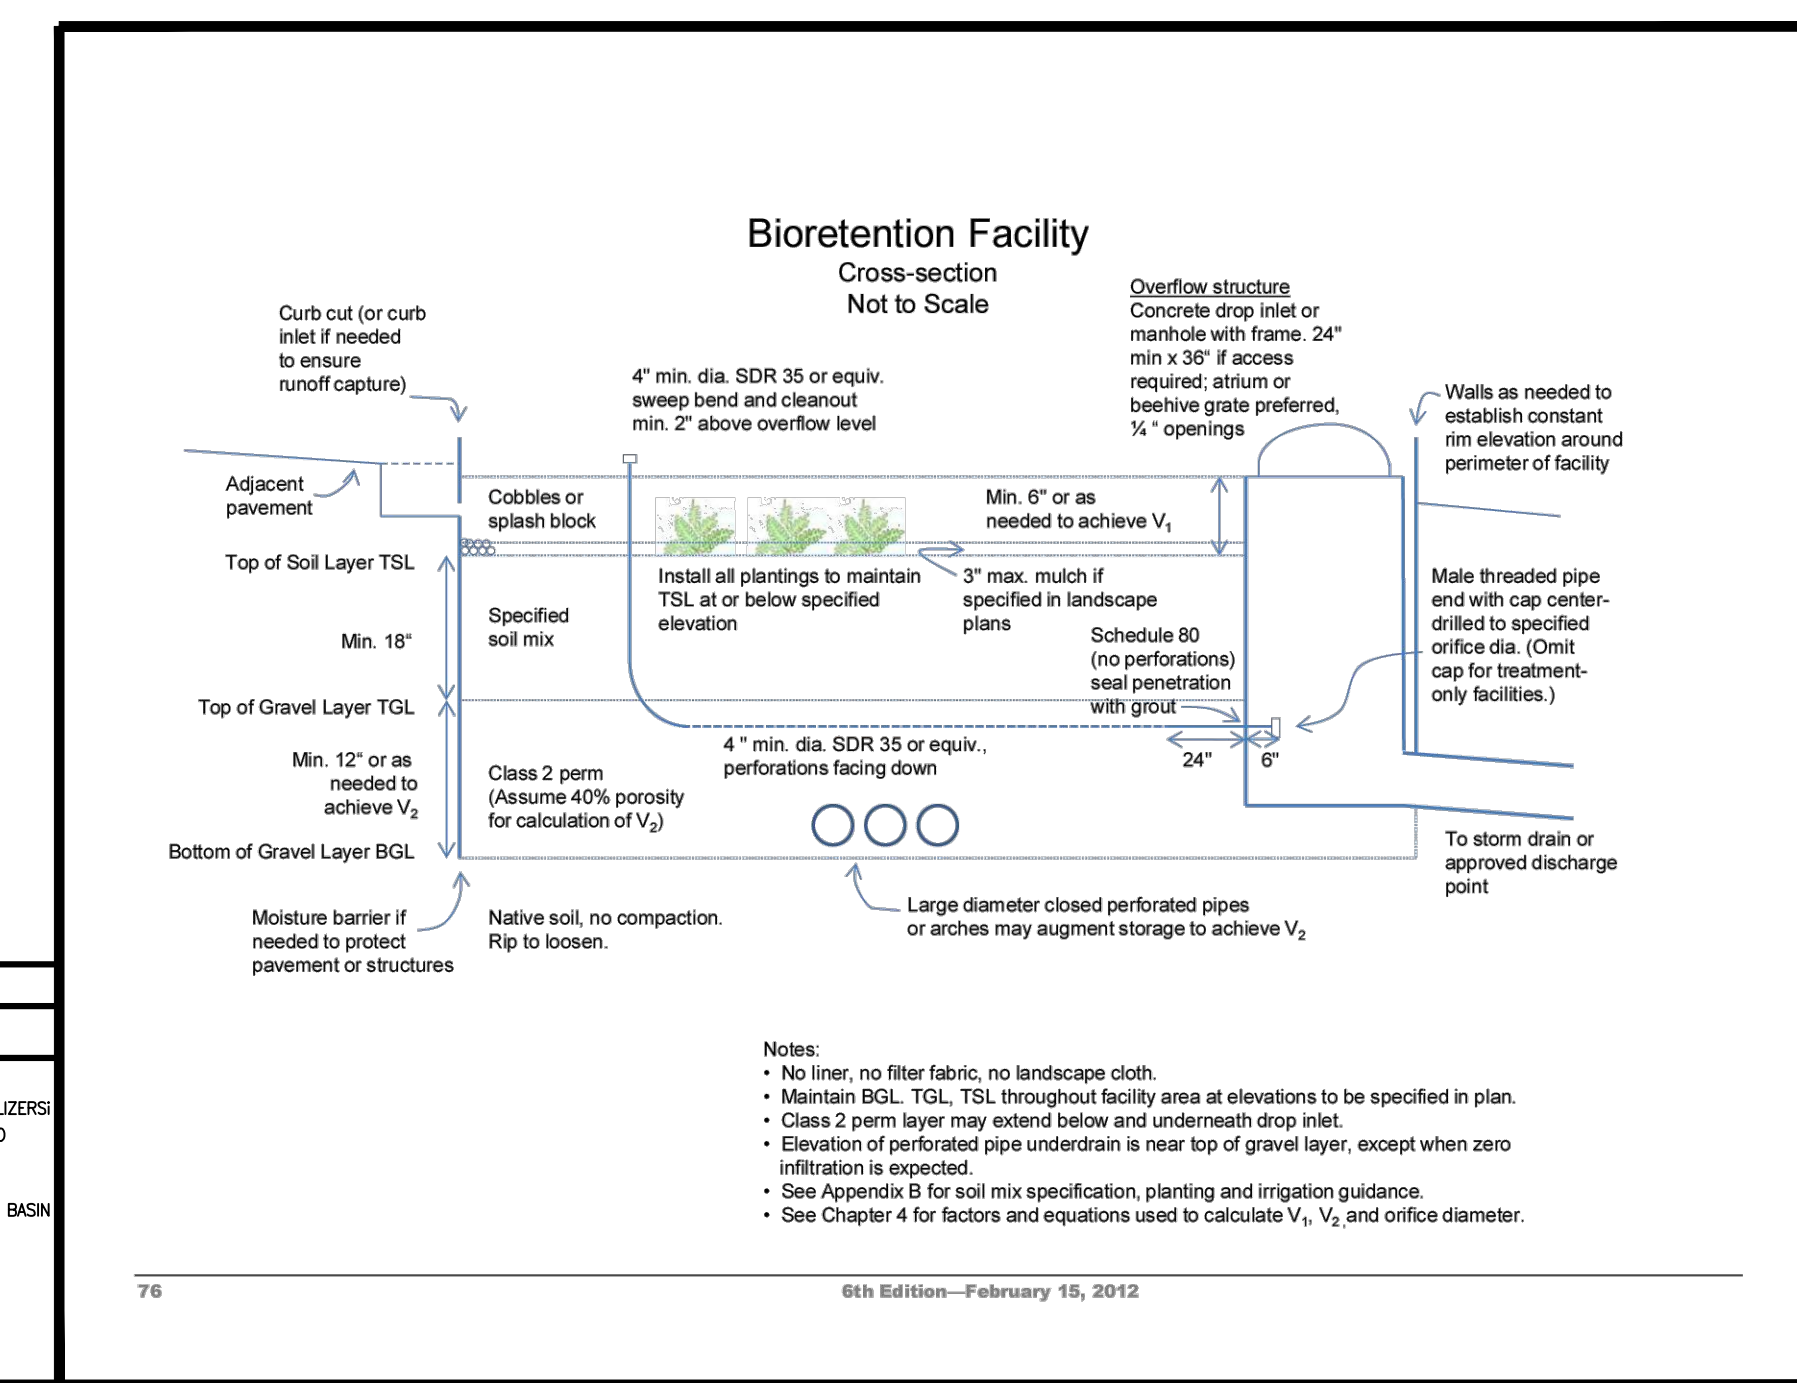 Bioretention Facility
Cross-section
Not to Scale
Curb cut (or curb
inlet if needed
to ensure
runoff capture)
4" min. dia. SDR 35 or equiv.
sweep bend and cleanout
min. 2" above overflow level
Overflow structure
Concrete drop inlet or
manhole with frame. 24"
min x 36“ if access
required; atrium or
beehive grate preferred,
¼ “ openings
Walls as needed to
establish constant
rim elevation around
perimeter of facility
Adjacent
pavement
Cobbles or
splash block
Min. 6" or as
needed to achieve V1
Top of Soil Layer TSL
Install all plantings to maintain
TSL at or below specified
elevation
3" max. mulch if
specified in landscape
plans
Male threaded pipe
end with cap center-
drilled to specified
orifice dia. (Omit
cap for treatment-
only facilities.)
Min. 18“
Specified
soil mix
Schedule 80
(no perforations)
seal penetration
with grout
Top of Gravel Layer TGL
4 " min. dia. SDR 35 or equiv.,
perforations facing down
24"
6"
Min. 12“ or as
needed to
achieve V2
Class 2 perm
(Assume 40% porosity
for calculation of V2)
Bottom of Gravel Layer BGL
To storm drain or
approved discharge
point
Moisture barrier if
needed to protect
pavement or structures
Native soil, no compaction.
Rip to loosen.
Large diameter closed perforated pipes
or arches may augment storage to achieve V2
Notes:
• No liner, no filter fabric, no landscape cloth.
• Maintain BGL. TGL, TSL throughout facility area at elevations to be specified in plan.
• Class 2 perm layer may extend below and underneath drop inlet.
• Elevation of perforated pipe underdrain is near top of gravel layer, except when zero
infiltration is expected.
• See Appendix B for soil mix specification, planting and irrigation guidance.
• See Chapter 4 for factors and equations used to calculate V1, V2, and orifice diameter.
76
6th Edition—February 15, 2012
BASIN